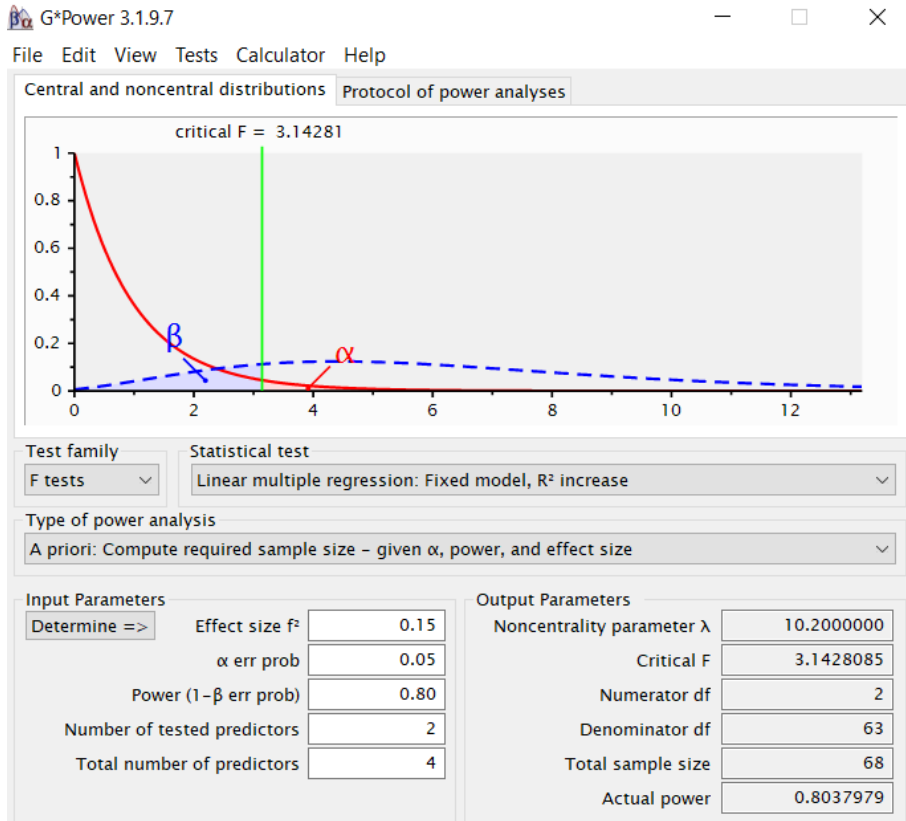 G*Power 3.1.9.7
File Edit View Tests Calculator Help
Central and noncentral distributions Protocol of power analyses
critical F = 3.14281
1
0.8
0.6
0.4
0.2
0
β
α
0 2 4 6 8 10 12
Test family Statistical test
F tests Linear multiple regression: Fixed model, R² increase
Type of power analysis
A priori: Compute required sample size – given α, power, and effect size
Input Parameters
Determine => Effect size f² 0.15
α err prob 0.05
Power (1–β err prob) 0.80
Number of tested predictors 2
Total number of predictors 4
Output Parameters
Noncentrality parameter λ 10.2000000
Critical F 3.1428085
Numerator df 2
Denominator df 63
Total sample size 68
Actual power 0.8037979